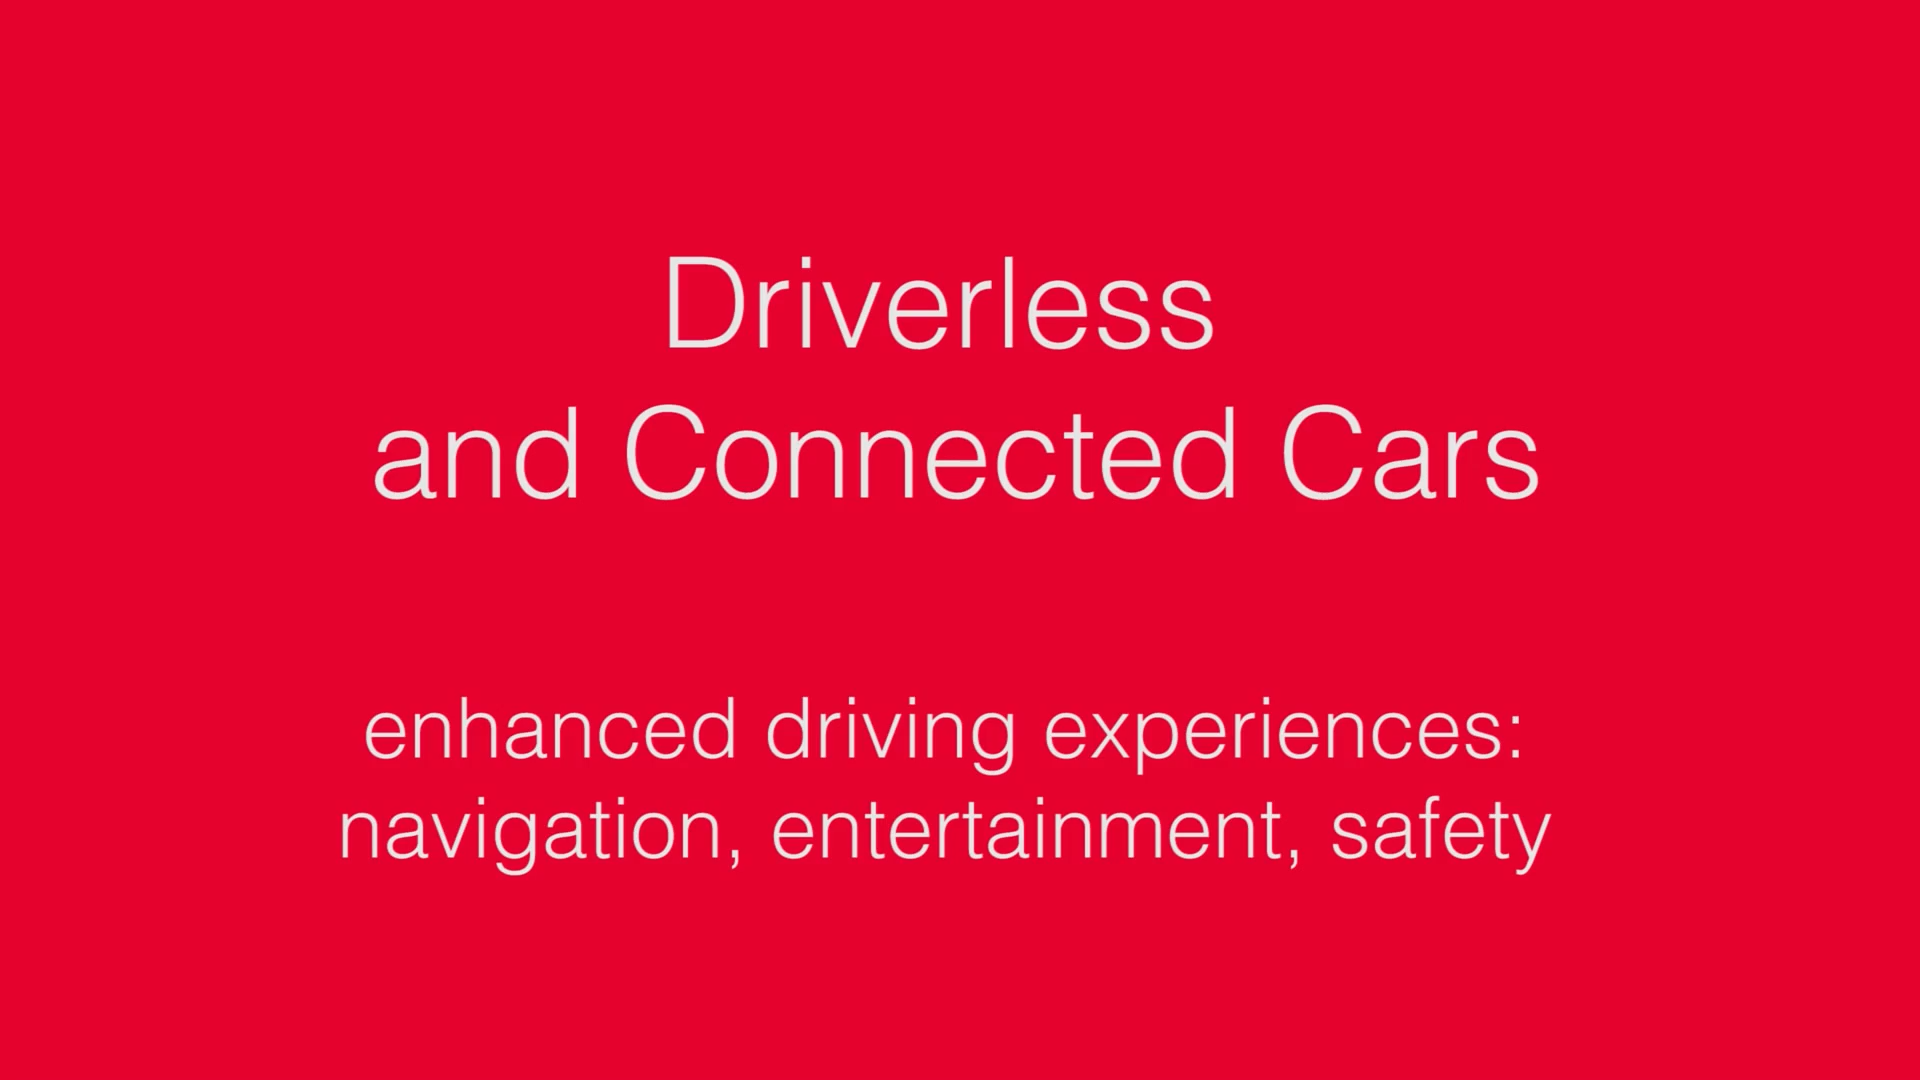 Driverless
and Connected Cars
enhanced driving experiences:
navigation, entertainment, safety